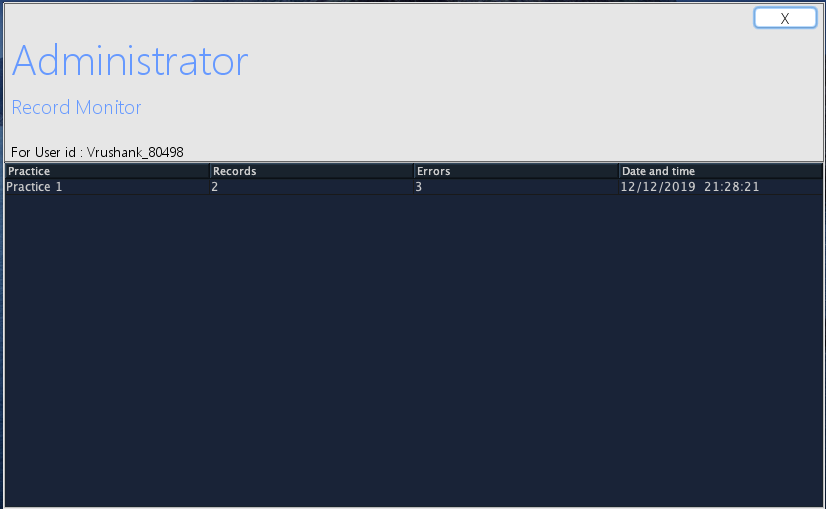 X
Administrator
Record Monitor
For User id : Vrushank_80498
Practice Records Errors Date and time
Practice 1 2 3 12/12/2019 21:28:21